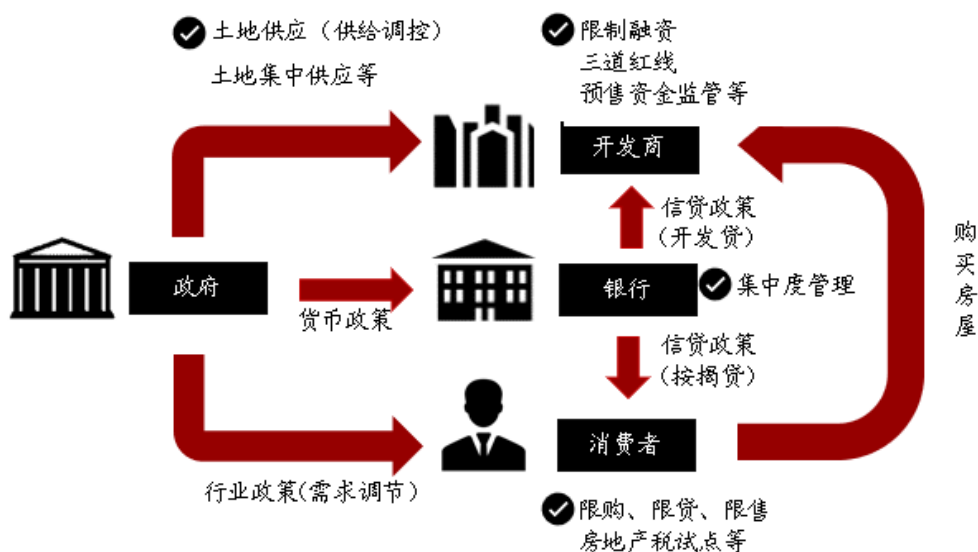 土地供应（供给调控）
土地集中供应等
限制融资
三道红线
预售资金监管等
开发商
信贷政策
(开发贷)
购买房屋
政府
货币政策
银行
集中度管理
信贷政策
(按揭贷)
消费者
行业政策(需求调节)
限购、限贷、限售
房地产税试点等